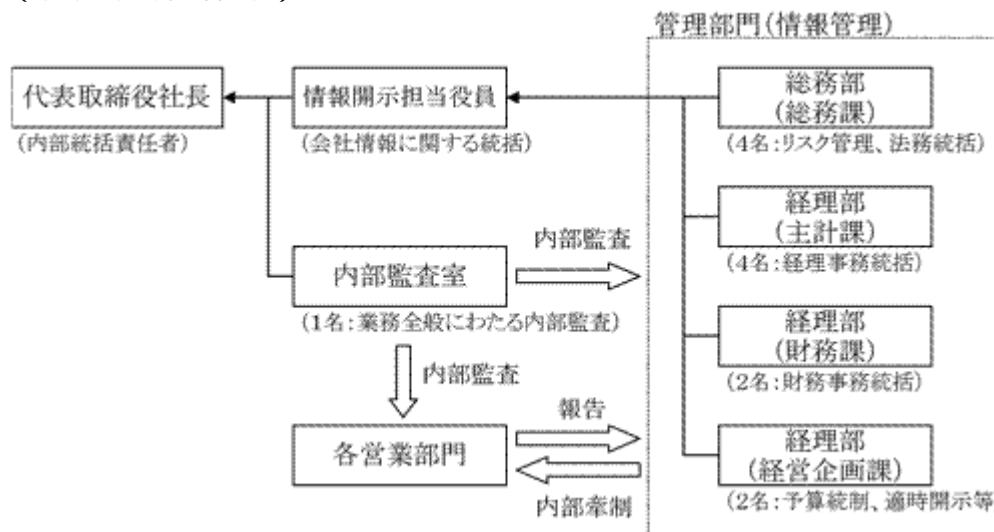 管理部門(情報管理)
代表取締役社長
(内部統括責任者)
情報開示担当役員
(会社情報に関する統括)
総務部
(総務課)
(4名:リスク管理、法務統括)
経理部
(主計課)
(4名:経理事務統括)
内部監査
内部監査室
(1名:業務全般にわたる内部監査)
経理部
(財務課)
(2名:財務事務統括)
内部監査
報告
各営業部門
内部牽制
経理部
(経営企画課)
(2名:予算統制、適時開示等